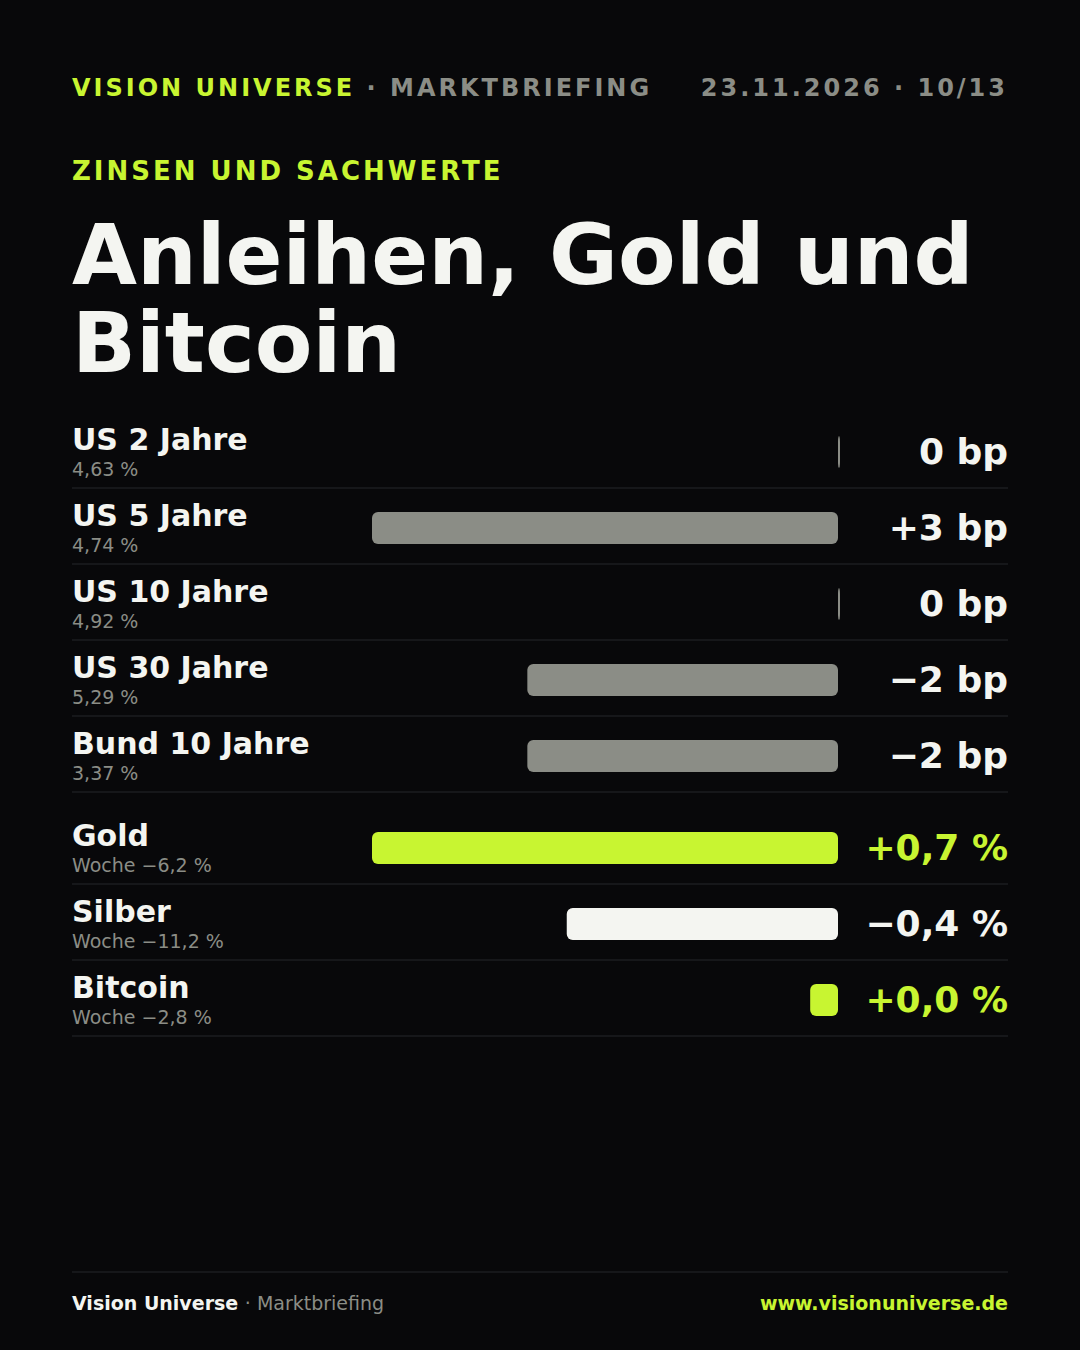 VISION UNIVERSE · MARKTBRIEFING 23.11.2026 · 10/13
ZINSEN UND SACHWERTE
Anleihen, Gold und
Bitcoin
US 2 Jahre
4,63 %
0 bp
US 5 Jahre
4,74 %
+3 bp
US 10 Jahre
4,92 %
0 bp
US 30 Jahre
5,29 %
−2 bp
Bund 10 Jahre
3,37 %
−2 bp
Gold
Woche −6,2 %
+0,7 %
Silber
Woche −11,2 %
−0,4 %
Bitcoin
Woche −2,8 %
+0,0 %
Vision Universe · Marktbriefing www.visionuniverse.de